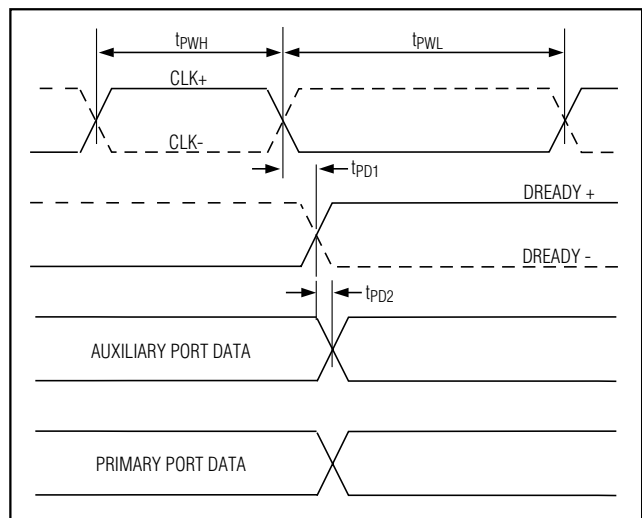 tPWH tPWL
CLK+
CLK-
tPD1
DREADY +
DREADY -
tPD2
AUXILIARY PORT DATA
PRIMARY PORT DATA